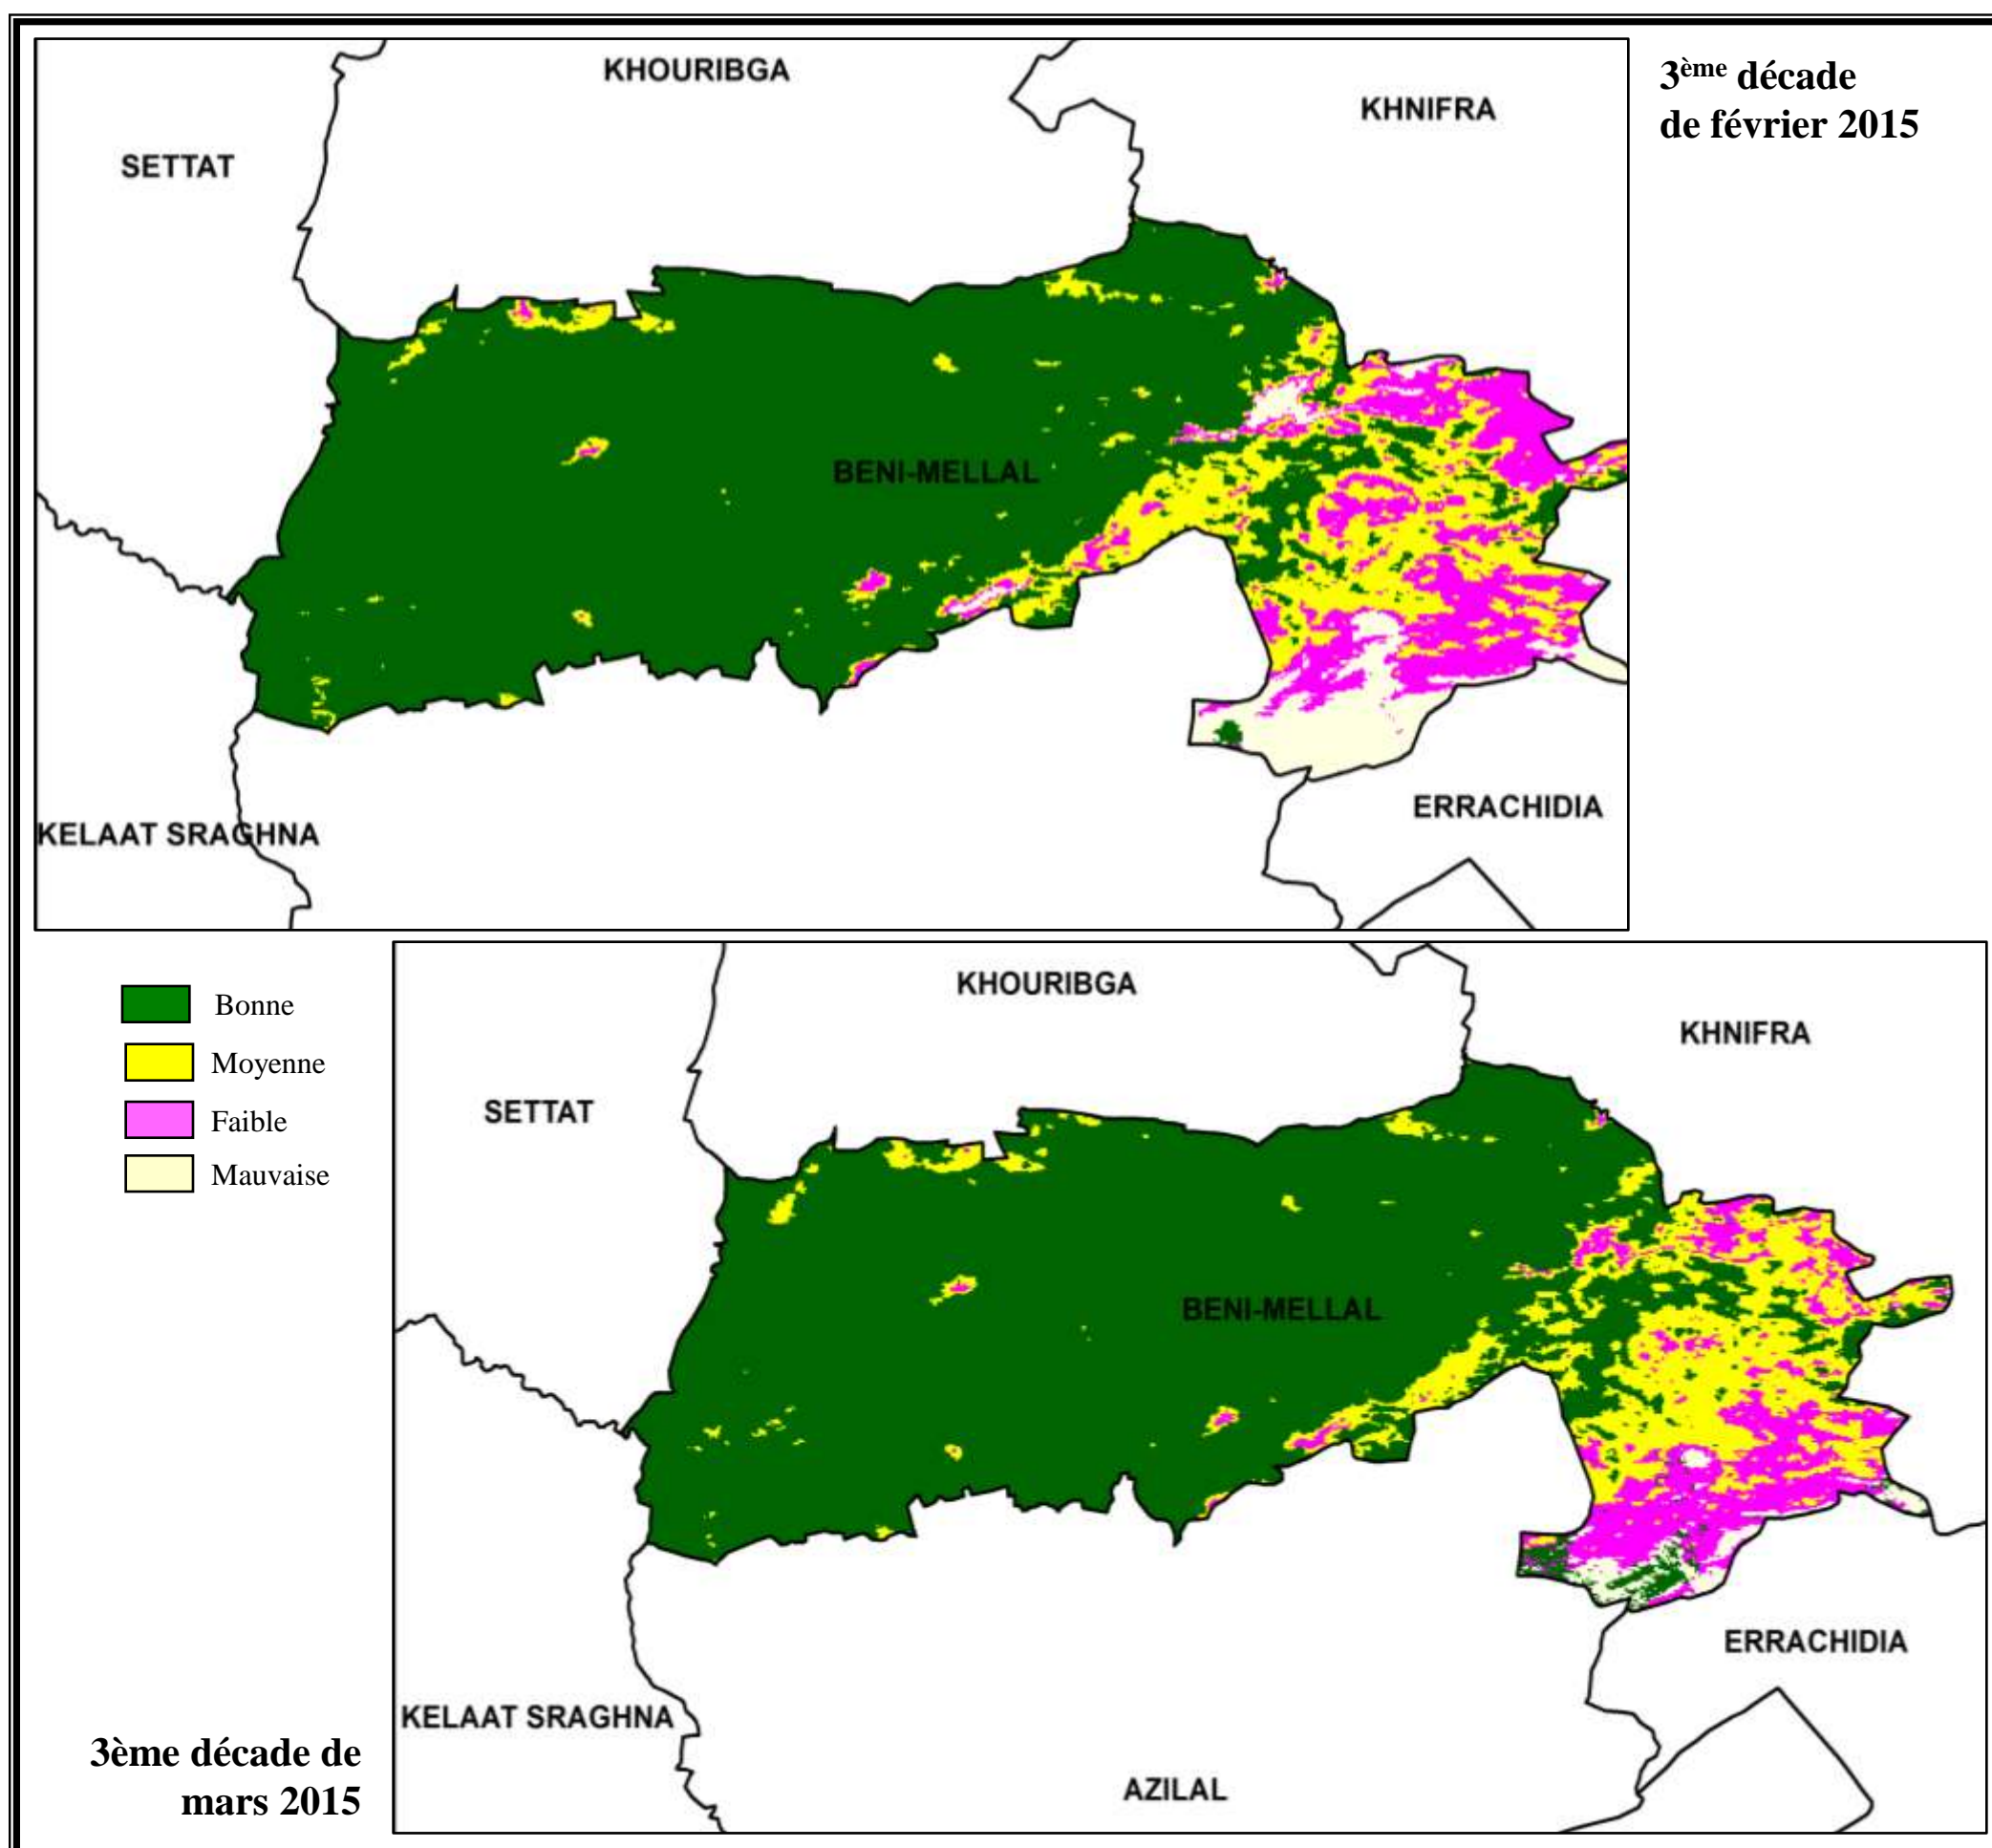 KHOURIBGA
KHNIFRA
SETTAT
BENI-MELLAL
KELAAT SRAGHNA
ERRACHIDIA
3ème décade
de février 2015
Bonne
Moyenne
Faible
Mauvaise
KHOURIBGA
KHNIFRA
SETTAT
BENI-MELLAL
ERRACHIDIA
KELAAT SRAGHNA
AZILAL
3ème décade de
mars 2015